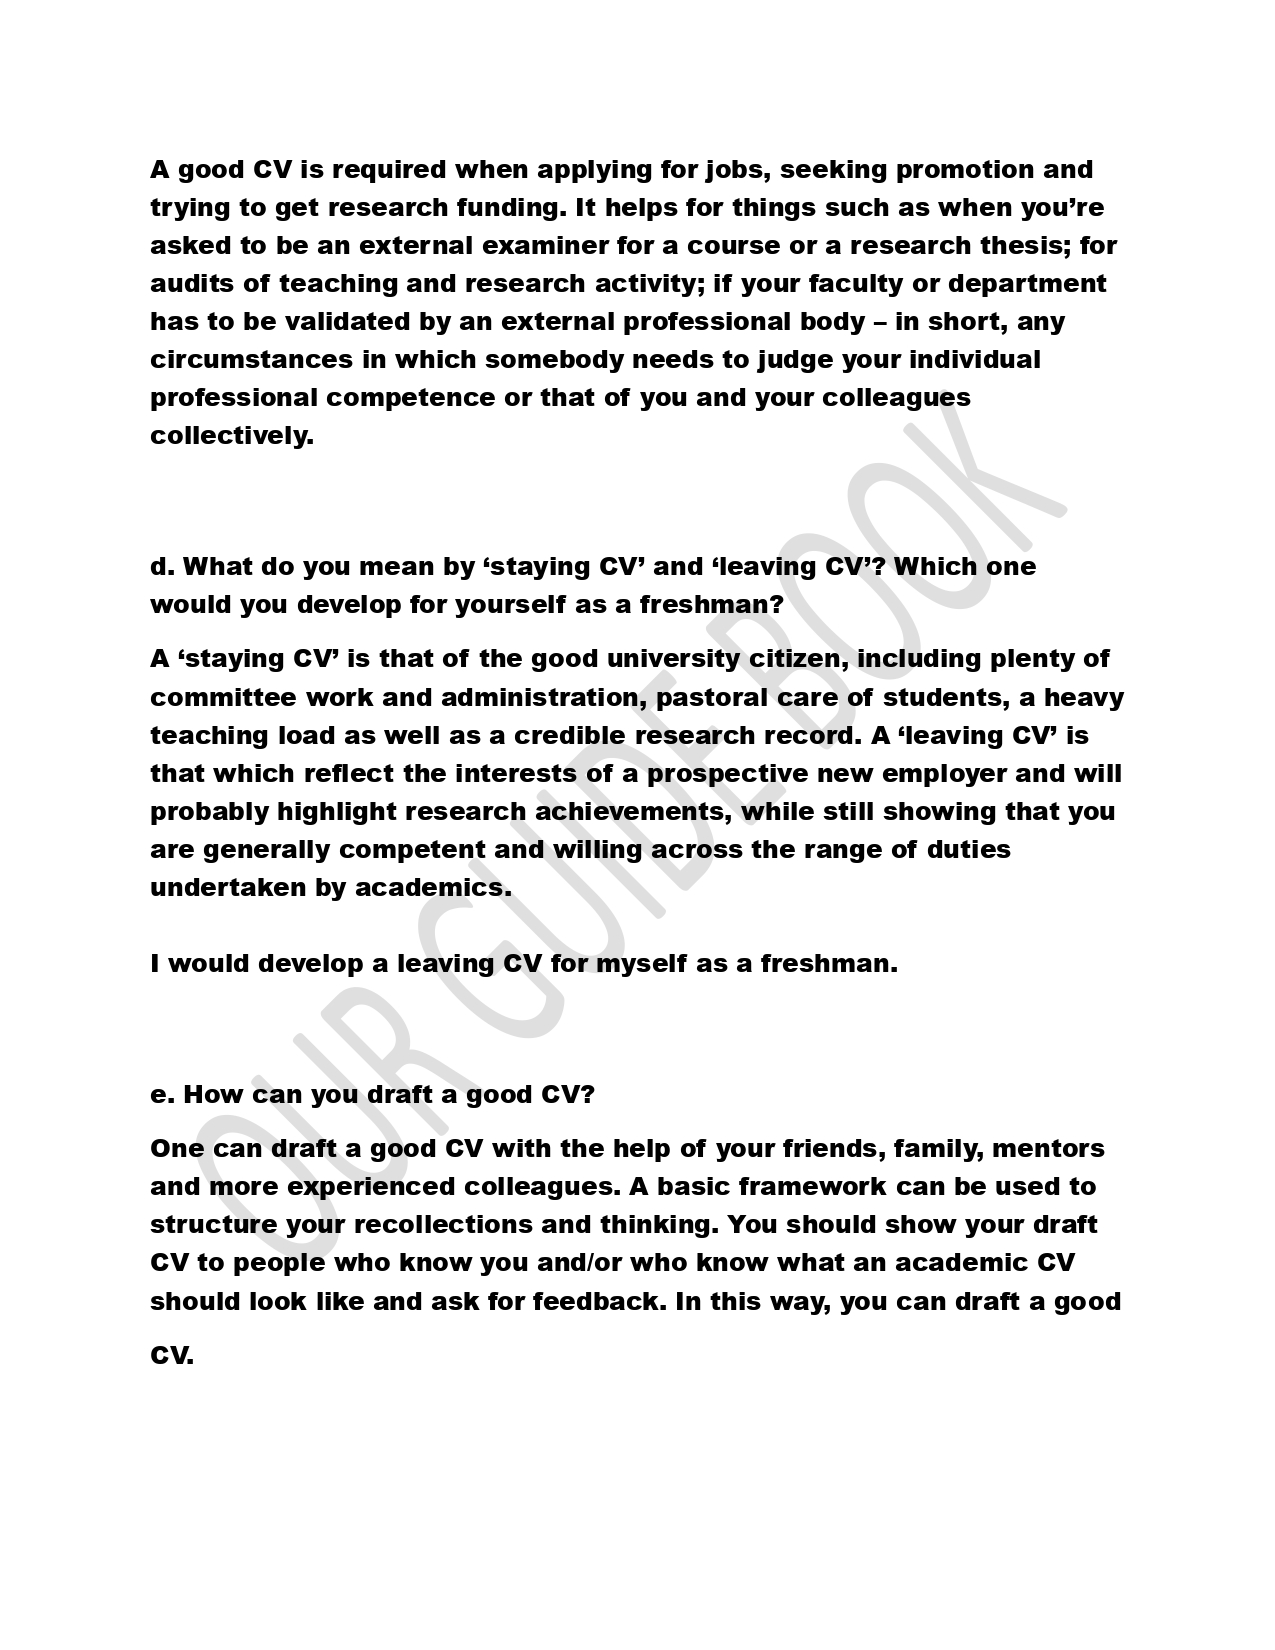 A good CV is required when applying for jobs, seeking promotion and
trying to get research funding. It helps for things such as when you’re
asked to be an external examiner for a course or a research thesis; for
audits of teaching and research activity; if your faculty or department
has to be validated by an external professional body – in short, any
circumstances in which somebody needs to judge your individual
professional competence or that of you and your colleagues
collectively.
d. What do you mean by ‘staying CV’ and ‘leaving CV’? Which one
would you develop for yourself as a freshman?
A ‘staying CV’ is that of the good university citizen, including plenty of
committee work and administration, pastoral care of students, a heavy
teaching load as well as a credible research record. A ‘leaving CV’ is
that which reflect the interests of a prospective new employer and will
probably highlight research achievements, while still showing that you
are generally competent and willing across the range of duties
undertaken by academics.
I would develop a leaving CV for myself as a freshman.
e. How can you draft a good CV?
One can draft a good CV with the help of your friends, family, mentors
and more experienced colleagues. A basic framework can be used to
structure your recollections and thinking. You should show your draft
CV to people who know you and/or who know what an academic CV
should look like and ask for feedback. In this way, you can draft a good
CV.
OUR GUIDE BOOK